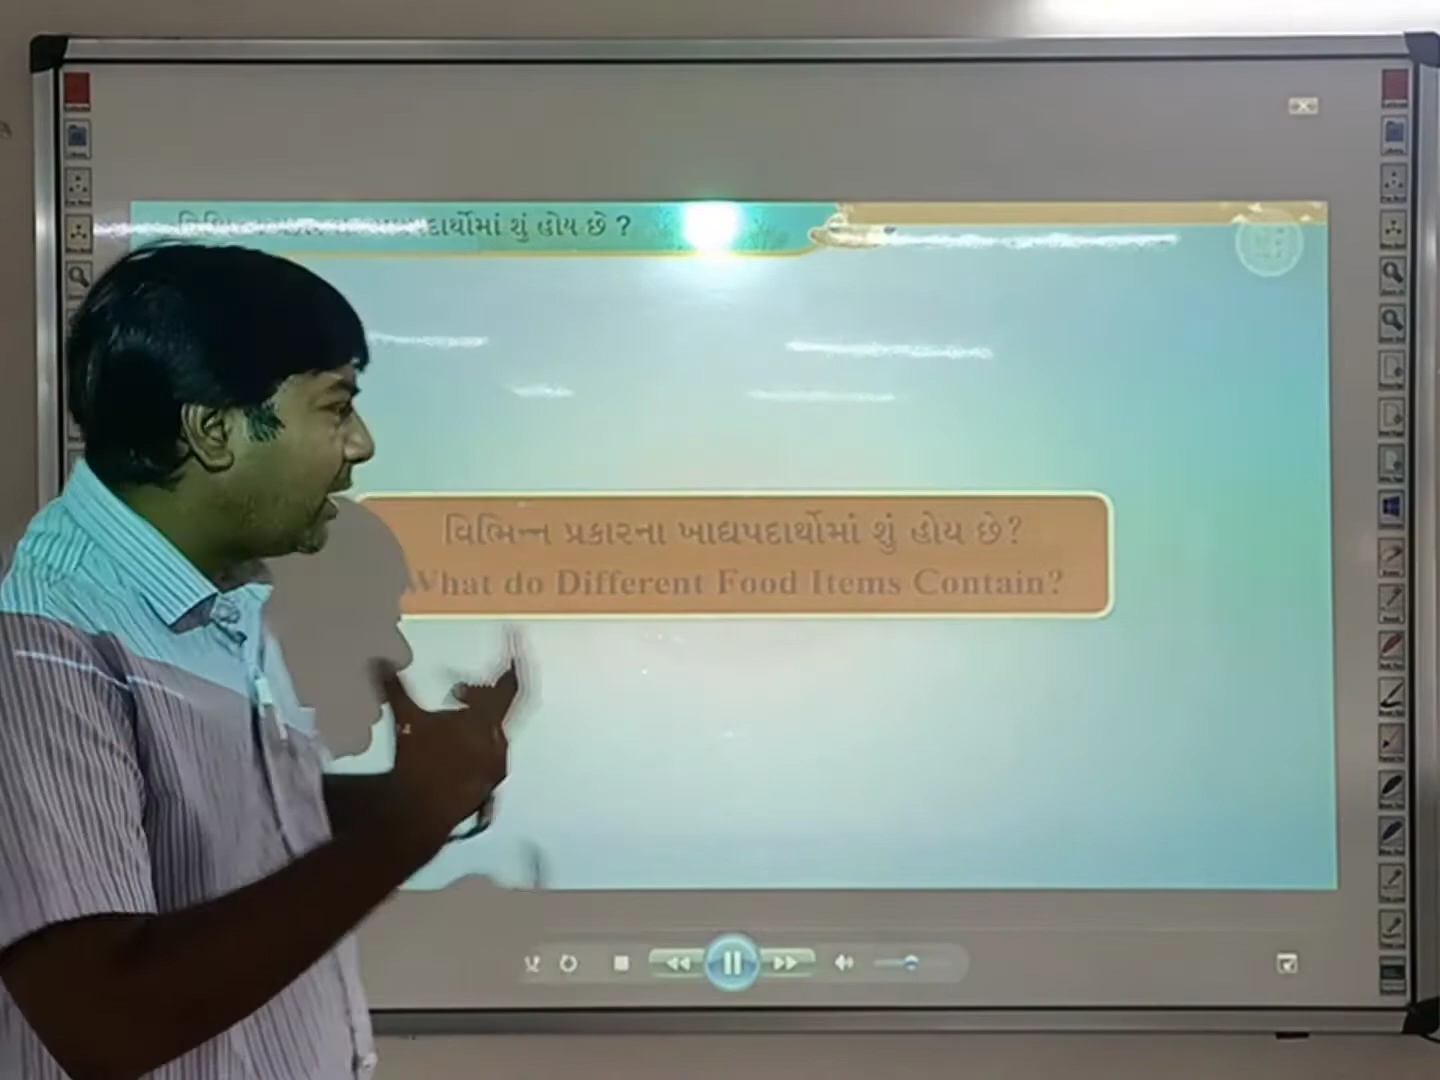 દાર્થોમાં શું હોય છે ?
વિભિન્ન પ્રકારના ખાદ્યપદાર્થોમાં શું હોય છે?
What do Different Food Items Contain?